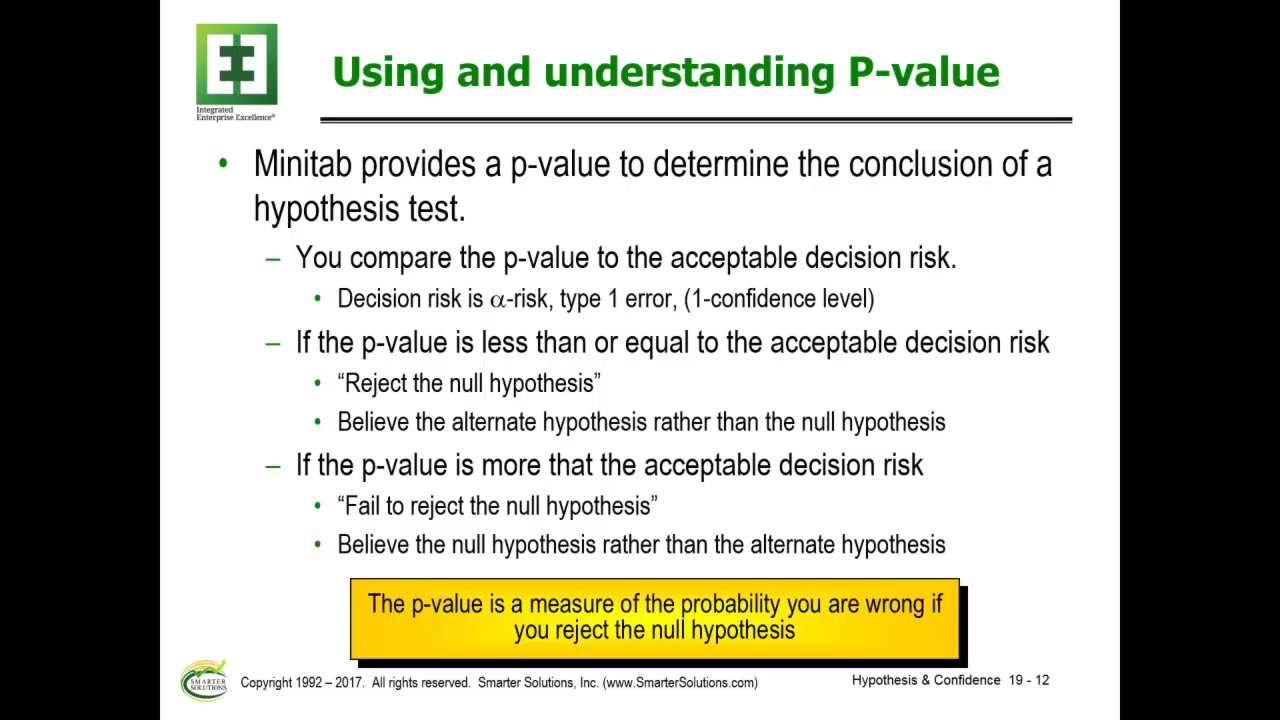 Using and understanding P-value
Integrated
Enterprise Excellence®
• Minitab provides a p-value to determine the conclusion of a
hypothesis test.
– You compare the p-value to the acceptable decision risk.
• Decision risk is α-risk, type 1 error, (1-confidence level)
– If the p-value is less than or equal to the acceptable decision risk
• “Reject the null hypothesis”
• Believe the alternate hypothesis rather than the null hypothesis
– If the p-value is more that the acceptable decision risk
• “Fail to reject the null hypothesis”
• Believe the null hypothesis rather than the alternate hypothesis
The p-value is a measure of the probability you are wrong if
you reject the null hypothesis
SMARTER
SOLUTIONS
Copyright 1992 – 2017. All rights reserved. Smarter Solutions, Inc. (www.SmarterSolutions.com)
Hypothesis & Confidence 19 - 12